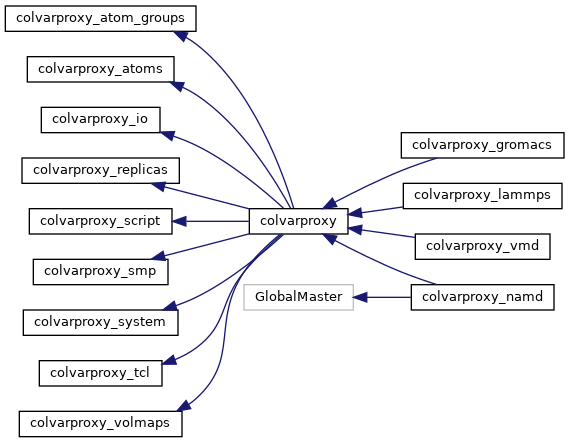 colvarproxy_atom_groups
colvarproxy_atoms
colvarproxy_io
colvarproxy_replicas
colvarproxy_script
colvarproxy_smp
colvarproxy_system
colvarproxy_tcl
colvarproxy_volmaps
colvarproxy
GlobalMaster
colvarproxy_gromacs
colvarproxy_lammps
colvarproxy_vmd
colvarproxy_namd